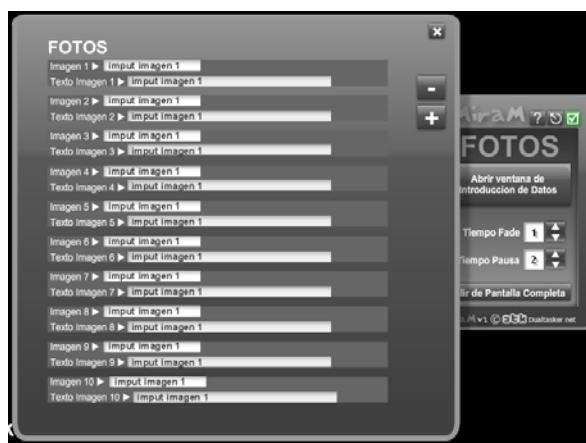 FOTOS
Imagen 1 imput imagen 1
Texto Imagen 1 imput imagen 1
Imagen 2 imput imagen 1
Texto Imagen 2 imput imagen 1
Imagen 3 imput imagen 1
Texto Imagen 3 imput imagen 1
Imagen 4 imput imagen 1
Texto Imagen 4 imput imagen 1
Imagen 5 imput imagen 1
Texto Imagen 5 imput imagen 1
Imagen 6 imput imagen 1
Texto Imagen 6 imput imagen 1
Imagen 7 imput imagen 1
Texto Imagen 7 imput imagen 1
Imagen 8 imput imagen 1
Texto Imagen 8 imput imagen 1
Imagen 9 imput imagen 1
Texto Imagen 9 imput imagen 1
Imagen 10 imput imagen 1
Texto Imagen 10 imput imagen 1
-
+
MiraM ?
FOTOS
Abrir ventana de
Introduccion de Datos
Tiempo Fade 1
Tiempo Pausa 2
lir de Pantalla Completa
M v1 © Dualtasker.net